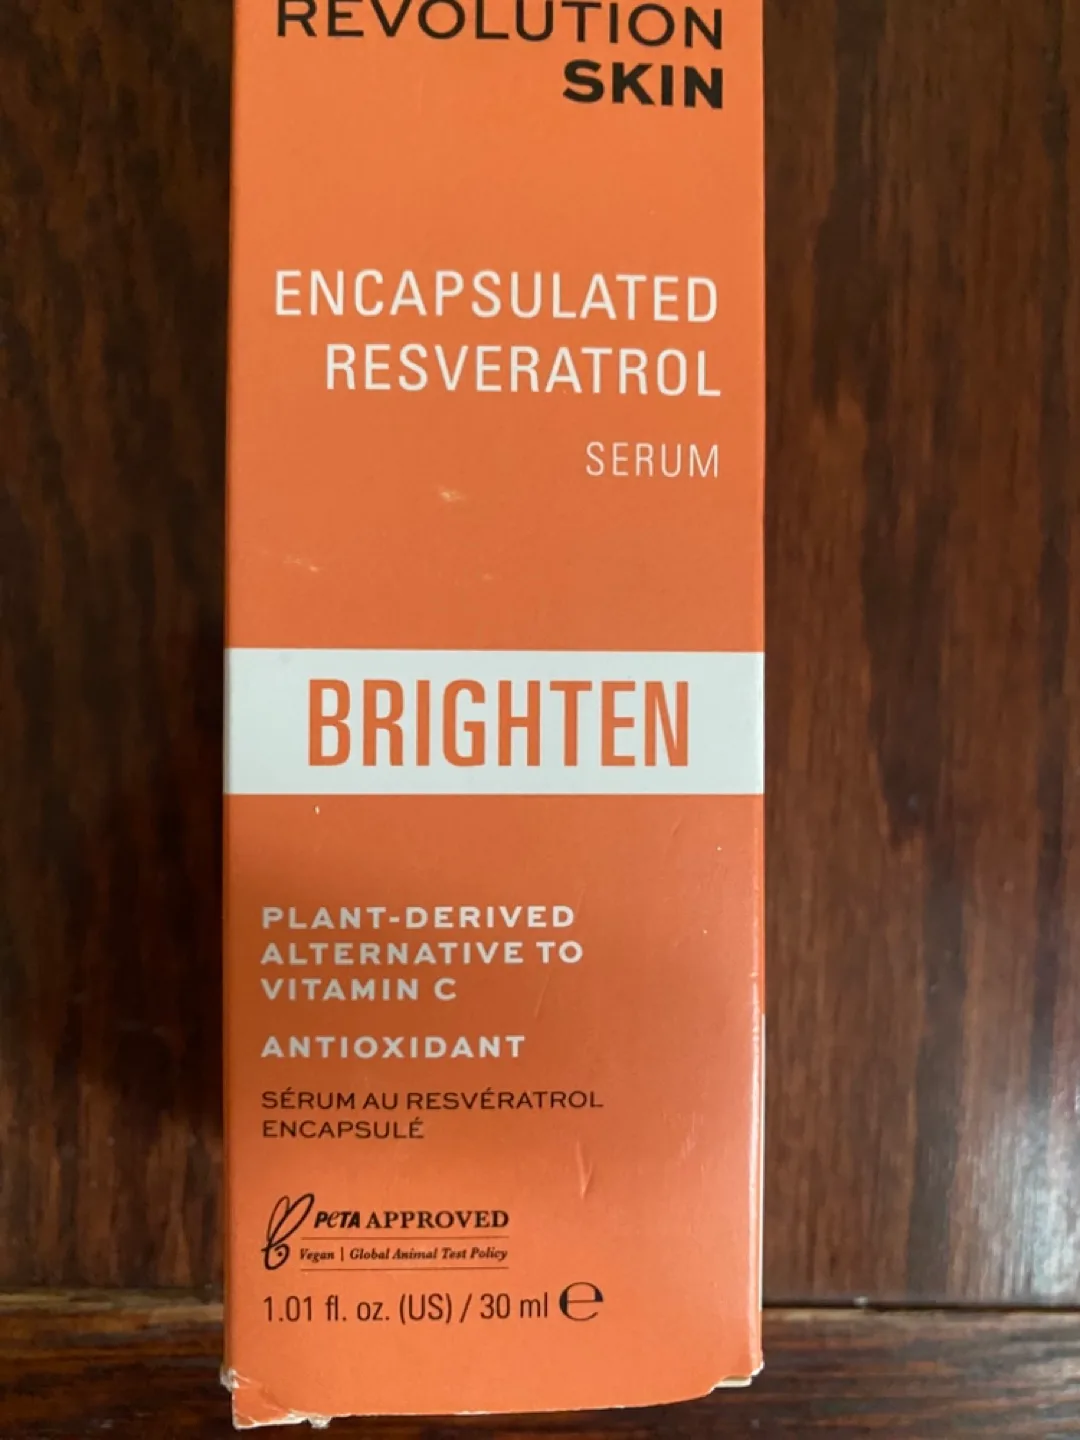 REVOLUTION
SKIN
ENCAPSULATED
RESVERATROL
SERUM
BRIGHTEN
PLANT-DERIVED
ALTERNATIVE TO
VITAMIN C
ANTIOXIDANT
SÉRUM AU RESVÉRATROL
ENCAPSULÉ
PeTA APPROVED
Vegan | Global Animal Test Policy
1.01 fl. oz. (US) / 30 ml ℮